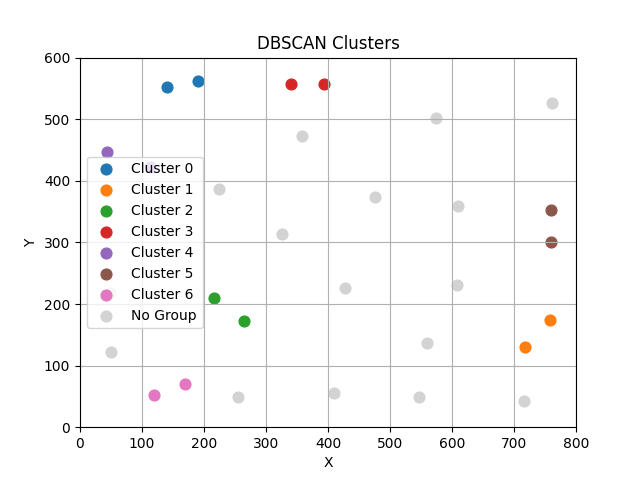 DBSCAN Clusters
600
500
400
300
200
100
0
Y
Cluster 0
Cluster 1
Cluster 2
Cluster 3
Cluster 4
Cluster 5
Cluster 6
No Group
0 100 200 300 400 500 600 700 800
X